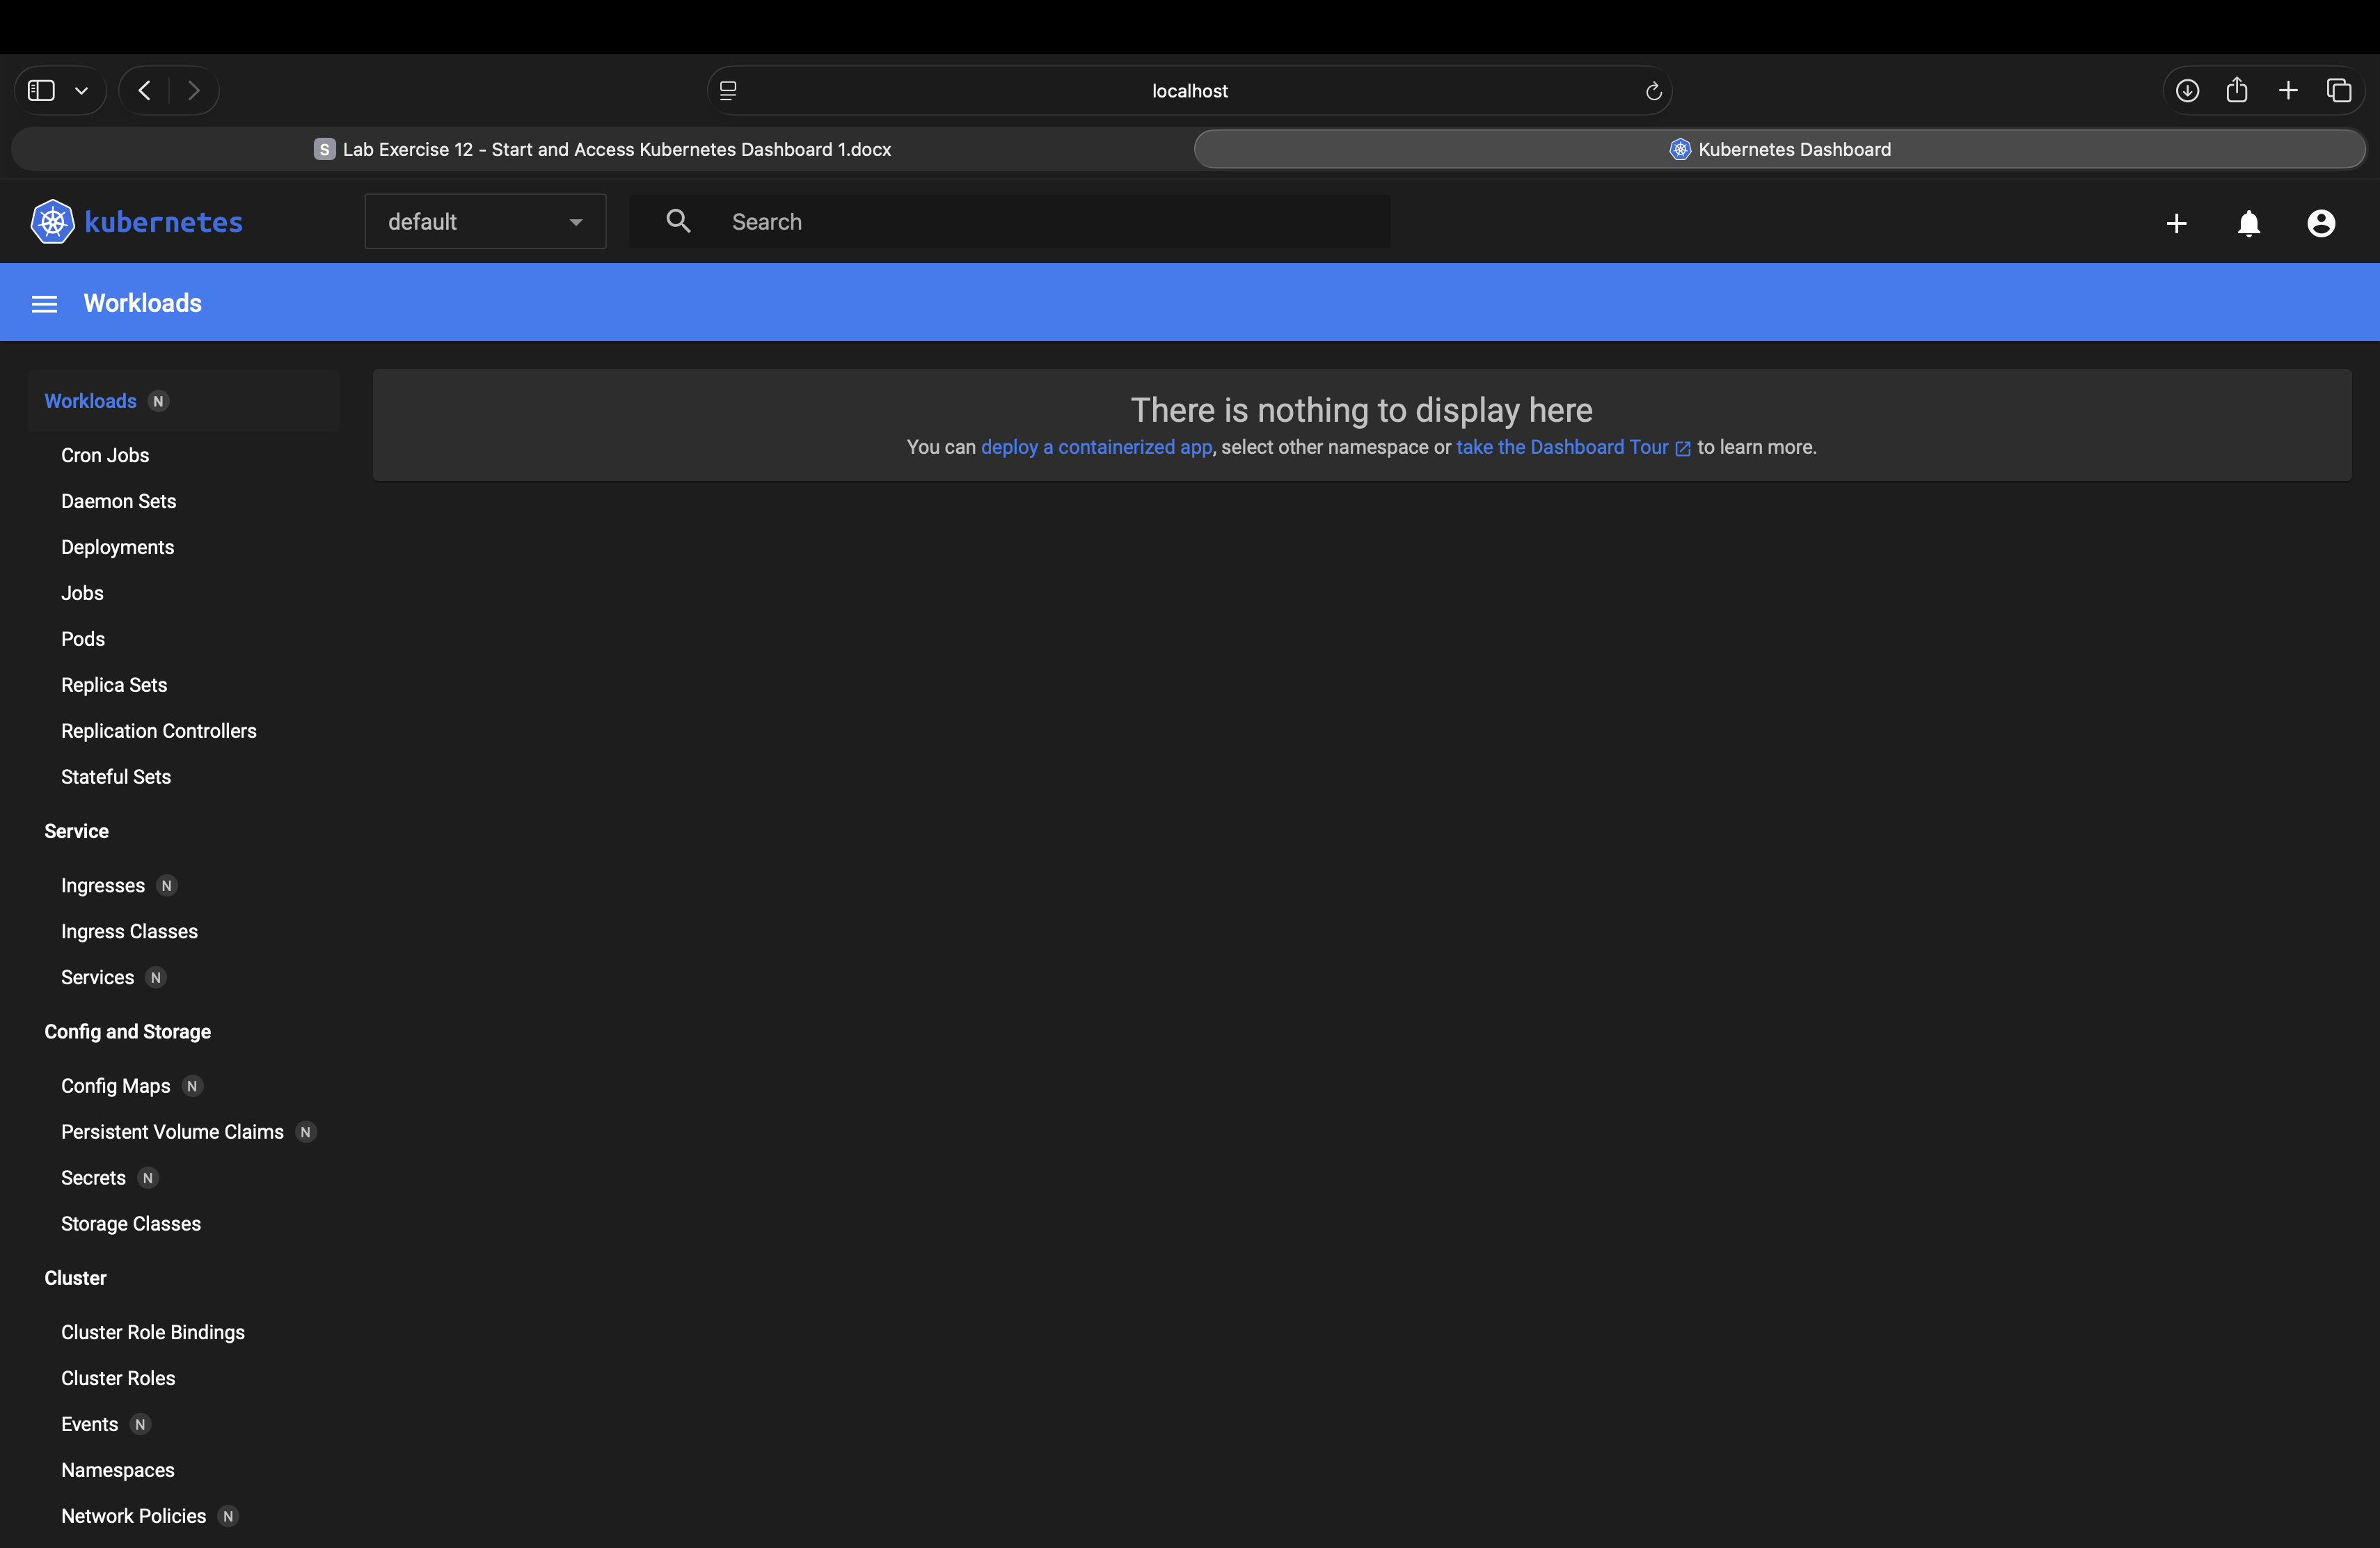 localhost
S Lab Exercise 12 - Start and Access Kubernetes Dashboard 1.docx
Kubernetes Dashboard
kubernetes
default
Search
Workloads
Workloads N
Cron Jobs
Daemon Sets
Deployments
Jobs
Pods
Replica Sets
Replication Controllers
Stateful Sets
Service
Ingresses N
Ingress Classes
Services N
Config and Storage
Config Maps N
Persistent Volume Claims N
Secrets N
Storage Classes
Cluster
Cluster Role Bindings
Cluster Roles
Events N
Namespaces
Network Policies N
There is nothing to display here
You can deploy a containerized app, select other namespace or take the Dashboard Tour to learn more.